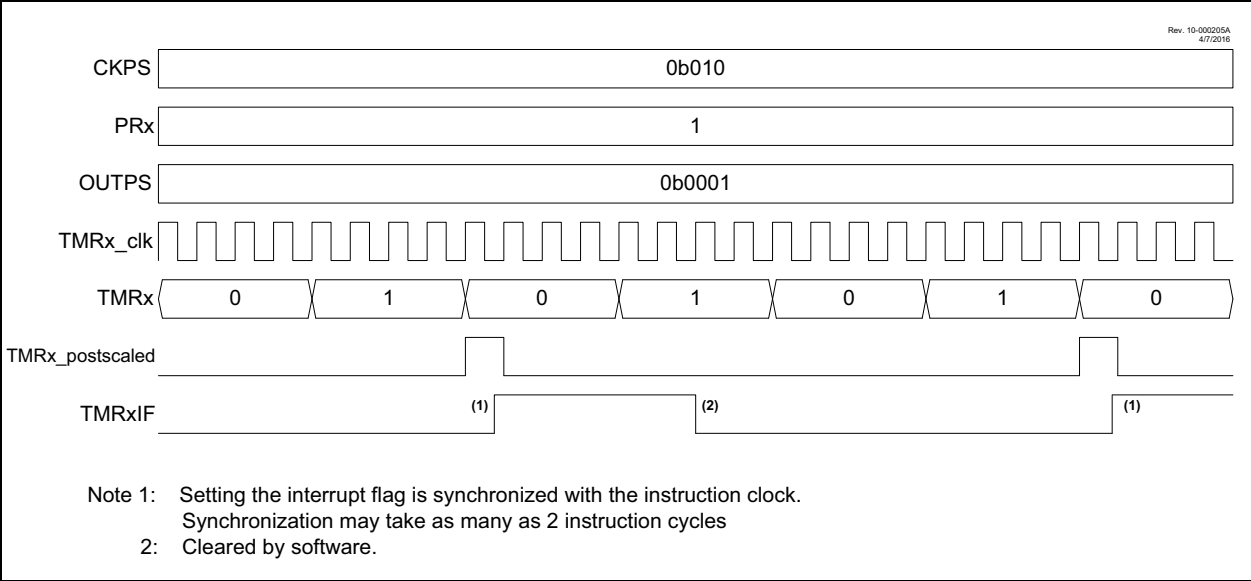 Rev. 10-000205A
4/7/2016
CKPS 0b010
PRx 1
OUTPS 0b0001
TMRx_clk
TMRx 0 1 0 1 0 1 0
TMRx_postscaled
TMRxIF (1) (2) (1)
Note 1: Setting the interrupt flag is synchronized with the instruction clock.
Synchronization may take as many as 2 instruction cycles
2: Cleared by software.